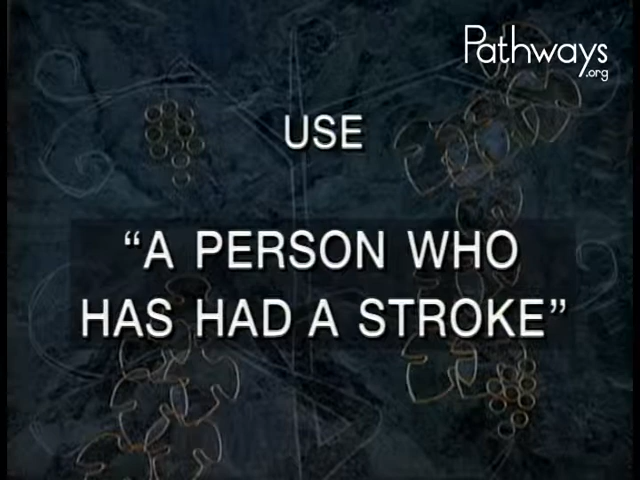 Pathways
.org
USE
“A PERSON WHO
HAS HAD A STROKE”